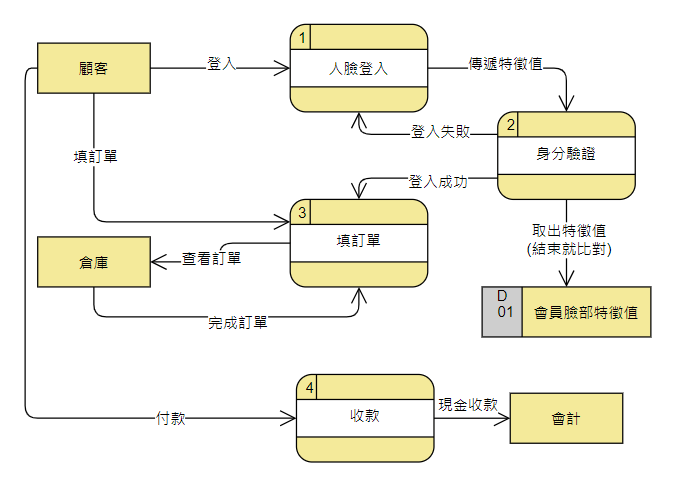 1
顧客
登入
人臉登入
傳遞特徵值
登入失敗
2
身分驗證
填訂單
登入成功
3
填訂單
取出特徵值
(結束就比對)
查看訂單
倉庫
D
01
會員臉部特徵值
完成訂單
4
付款
收款
現金收款
會計